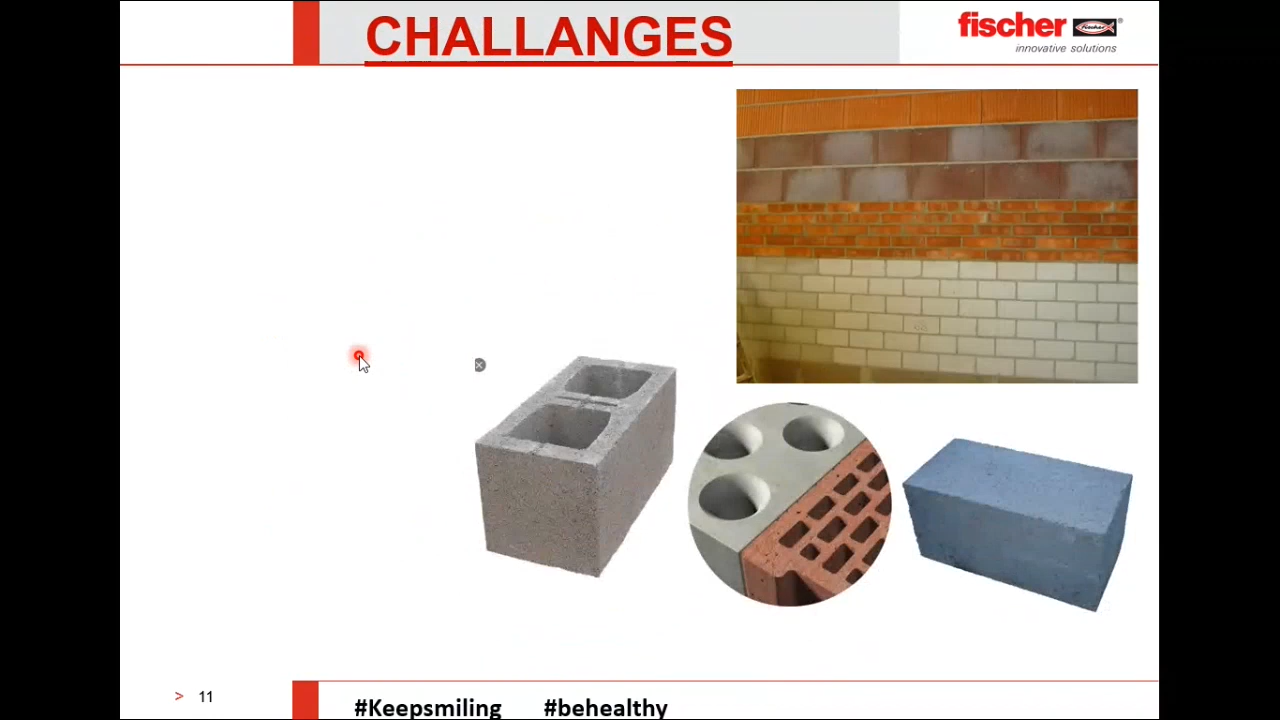 CHALLANGES
fischer
innovative solutions
> 11
#Keepsmiling #behealthy